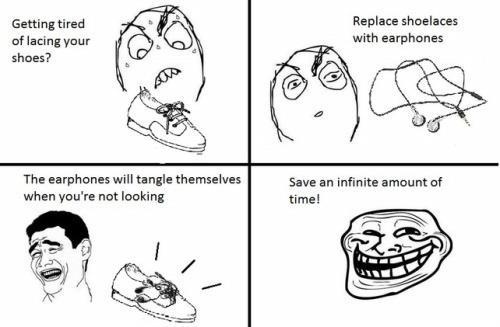 Getting tired
of lacing your
shoes?
Replace shoelaces
with earphones
The earphones will tangle themselves
when you're not looking
Save an infinite amount of
time!